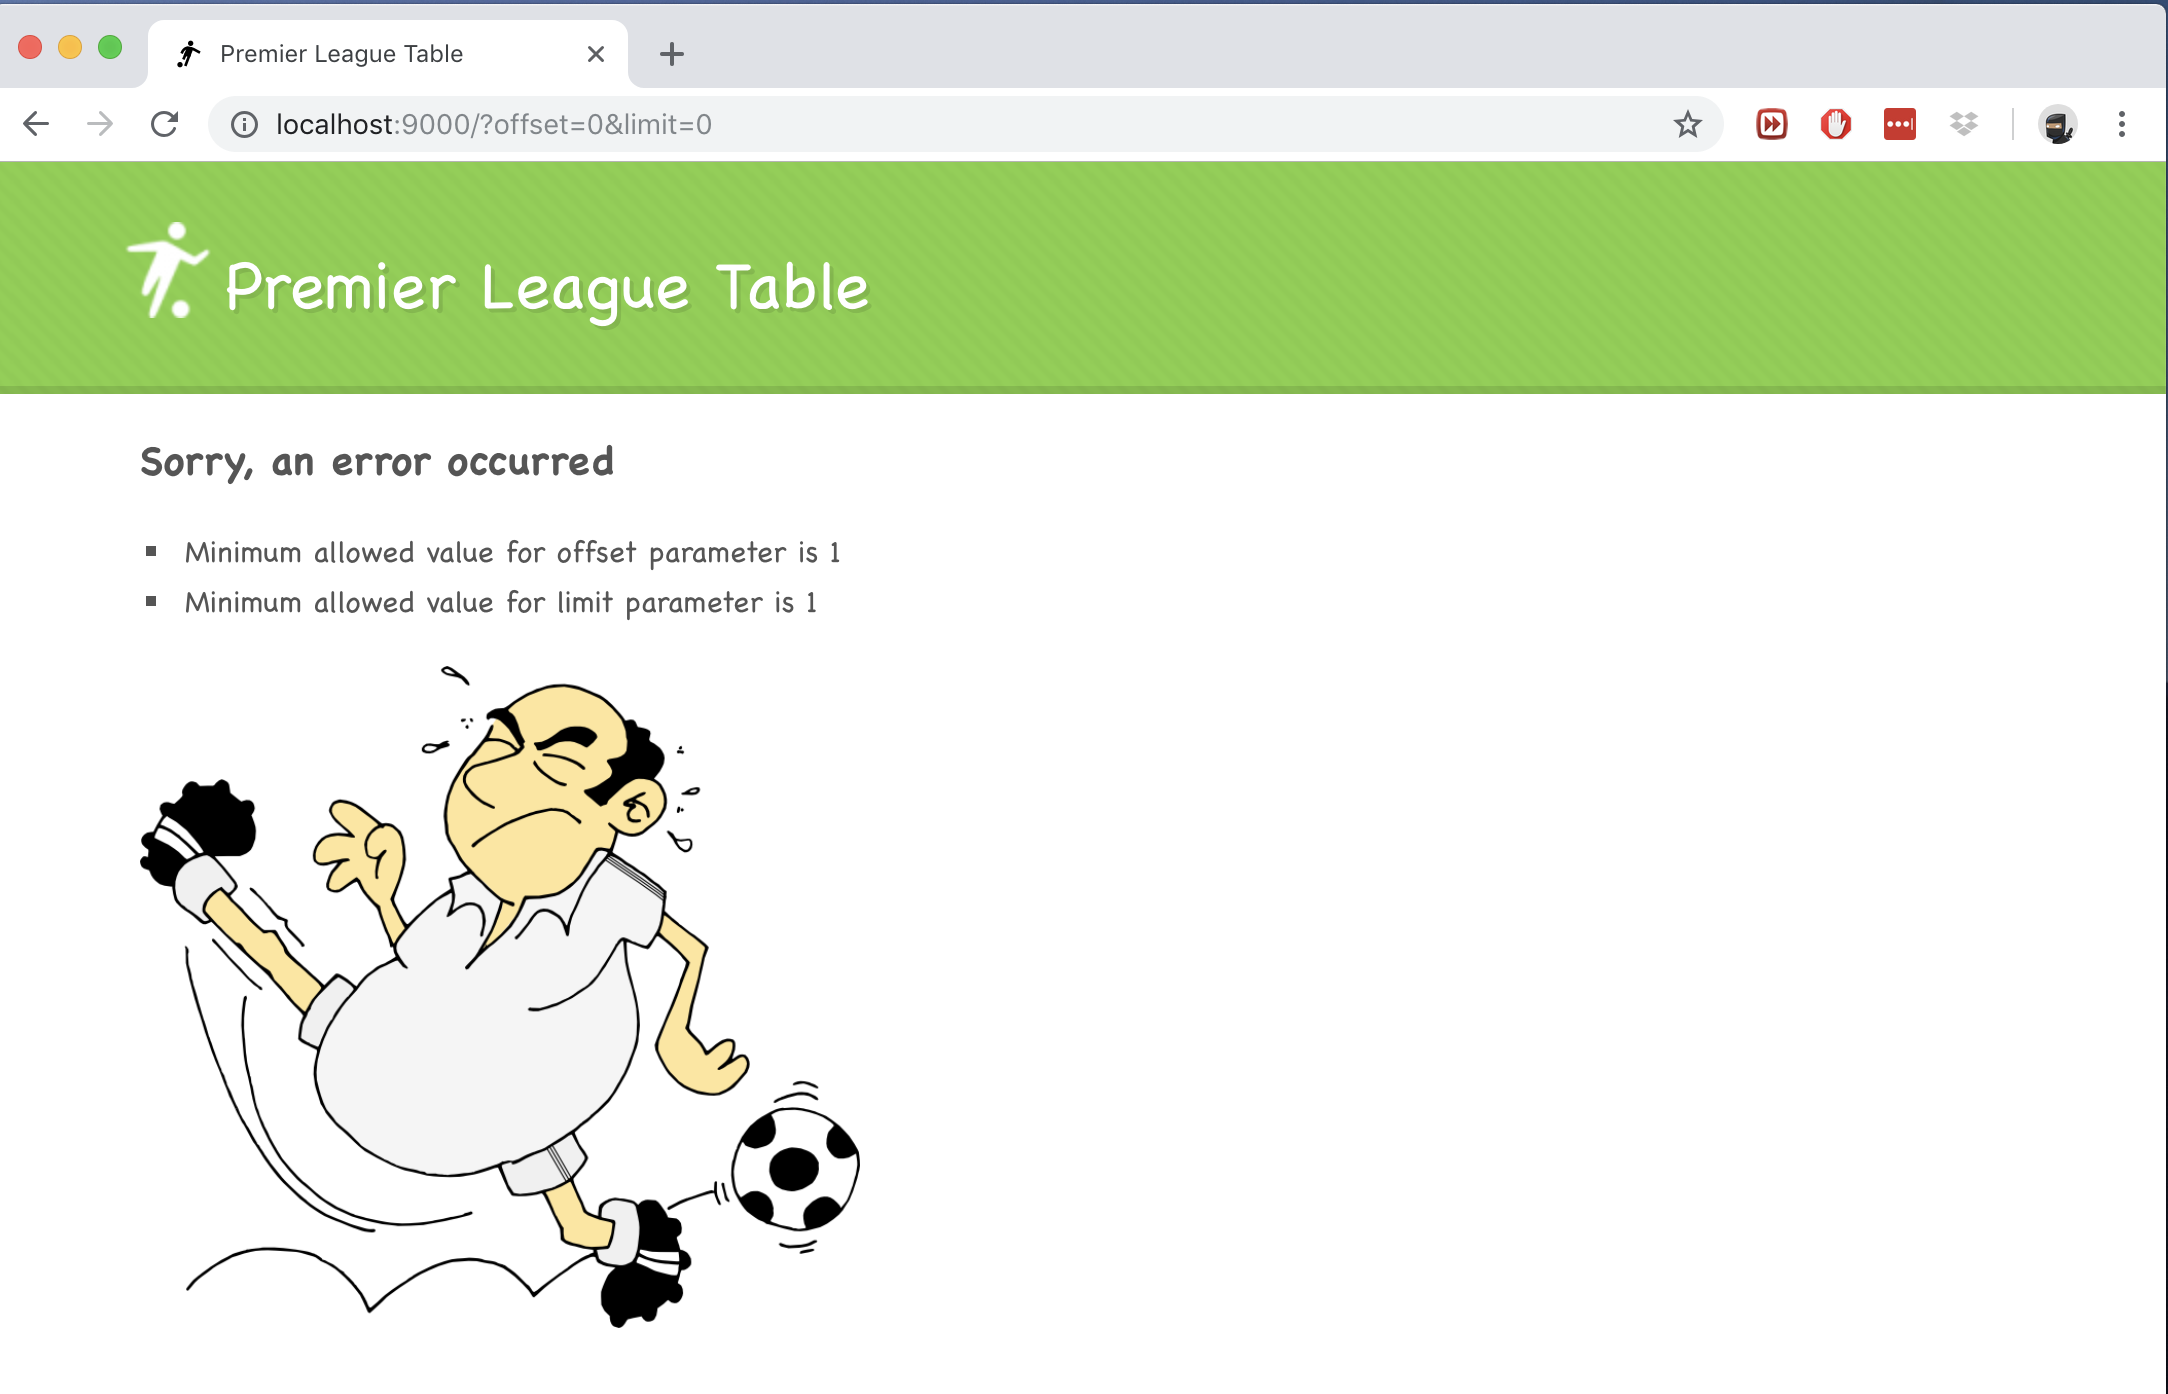 Premier League Table
localhost:9000/?offset=0&limit=0
Premier League Table
Sorry, an error occurred
Minimum allowed value for offset parameter is 1
Minimum allowed value for limit parameter is 1